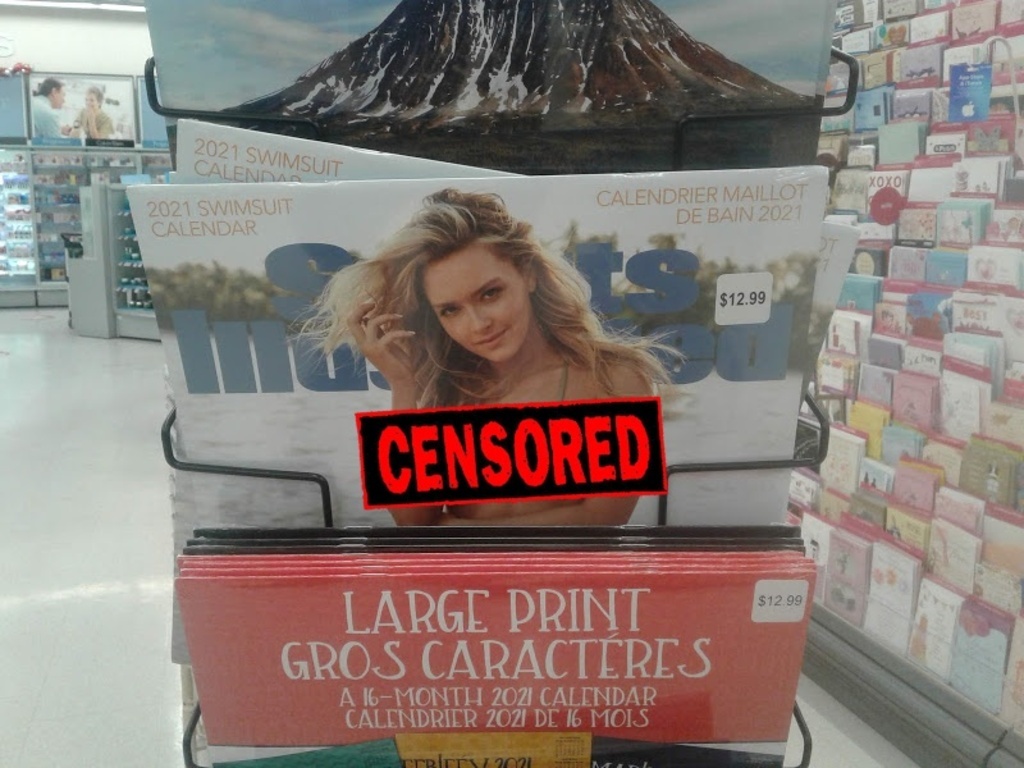 2021 SWIMSUIT
CALENDAR
2021 SWIMSUIT
CALENDAR
CALENDRIER MAILLOT
DE BAIN 2021
$12.99
CENSORED
LARGE PRINT
GROS CARACTÉRES
A 16-MONTH 2021 CALENDAR
CALENDRIER 2021 DE 16 MOIS
$12.99
XOXO